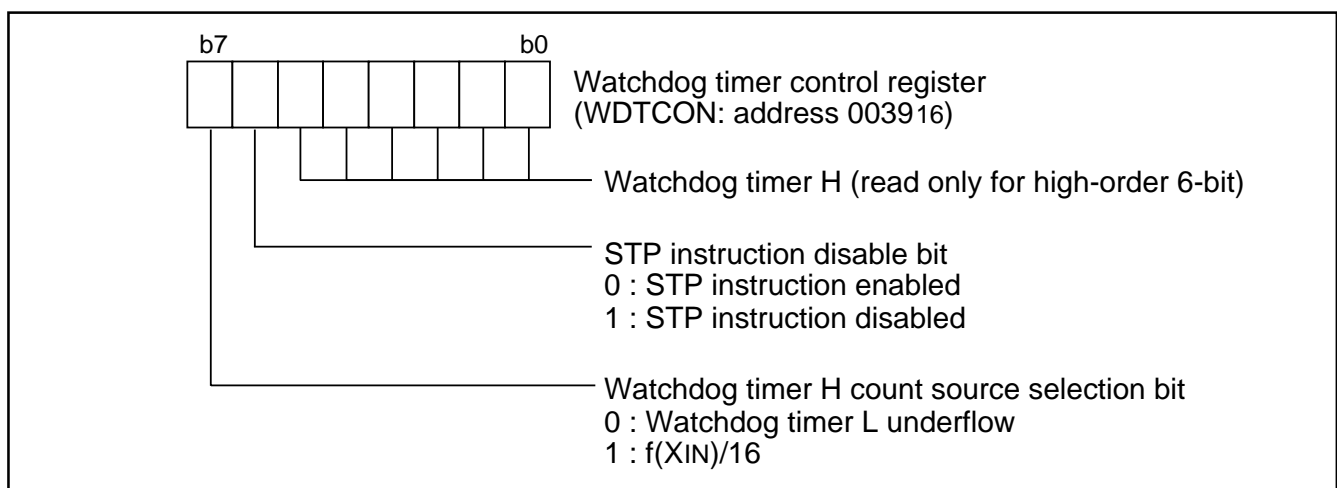 b7 b0
Watchdog timer control register
(WDTCON: address 003916)
Watchdog timer H (read only for high-order 6-bit)
STP instruction disable bit
0 : STP instruction enabled
1 : STP instruction disabled
Watchdog timer H count source selection bit
0 : Watchdog timer L underflow
1 : f(XIN)/16